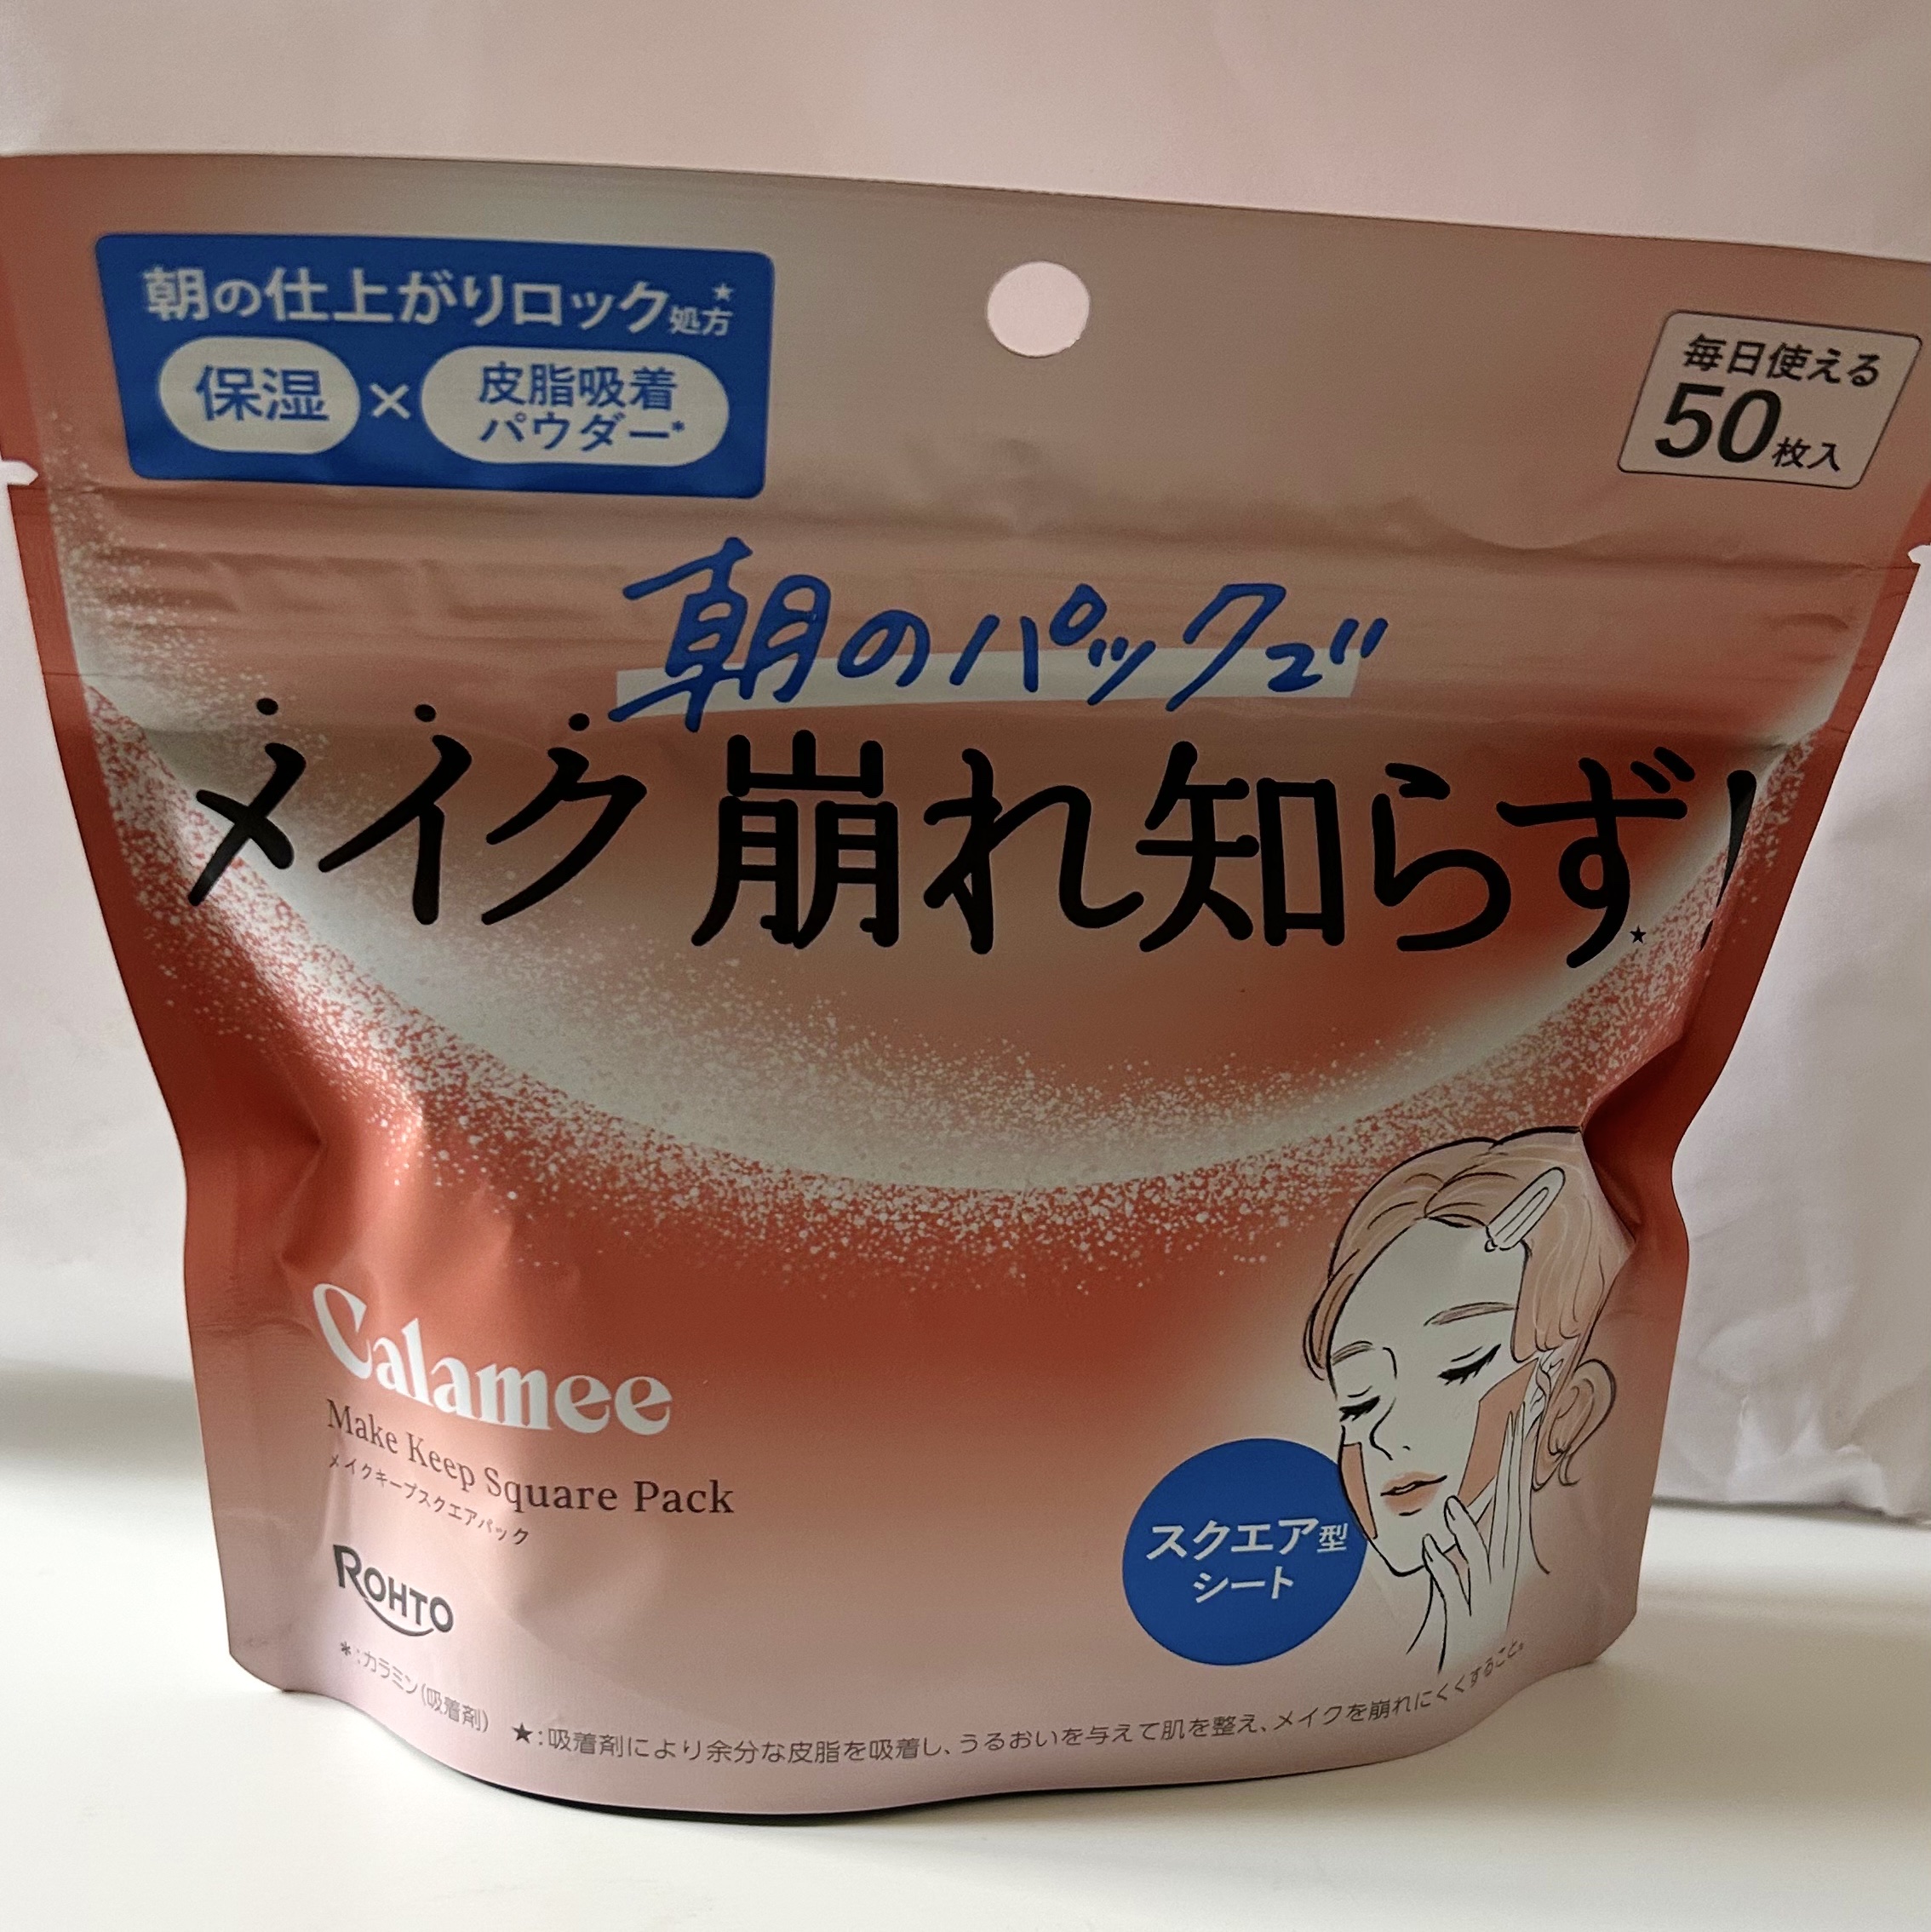 朝の仕上がりロック処方★
保湿×皮脂吸着
パウダー*
毎日使える
50枚入
朝のパックで
メイク崩れ知らず!
★
Calamee
Make Keep Square Pack
メイクキープスクエアパック
ROHTO
スクエア型
シート
*:カラミン(吸着剤)
★:吸着剤により余分な皮脂を吸着し、うるおいを与えて肌を整え、メイクを崩れにくくすること。